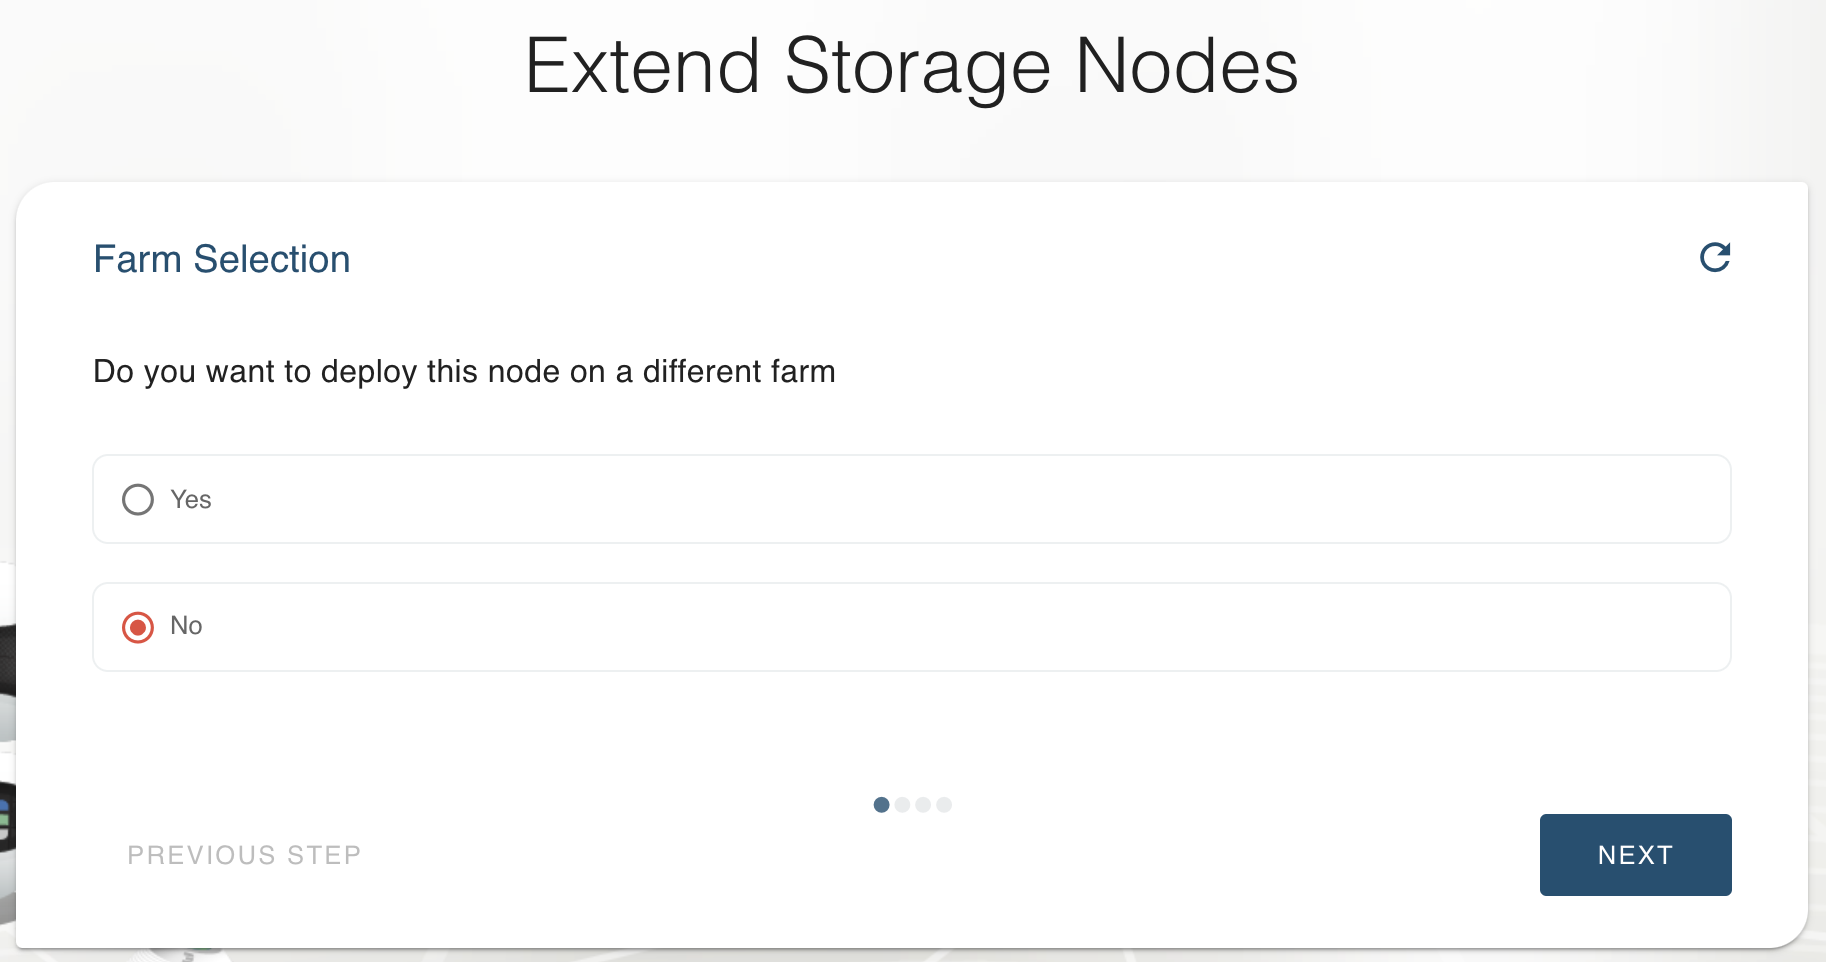 Extend Storage Nodes
Farm Selection
Do you want to deploy this node on a different farm
Yes
No
PREVIOUS STEP
NEXT